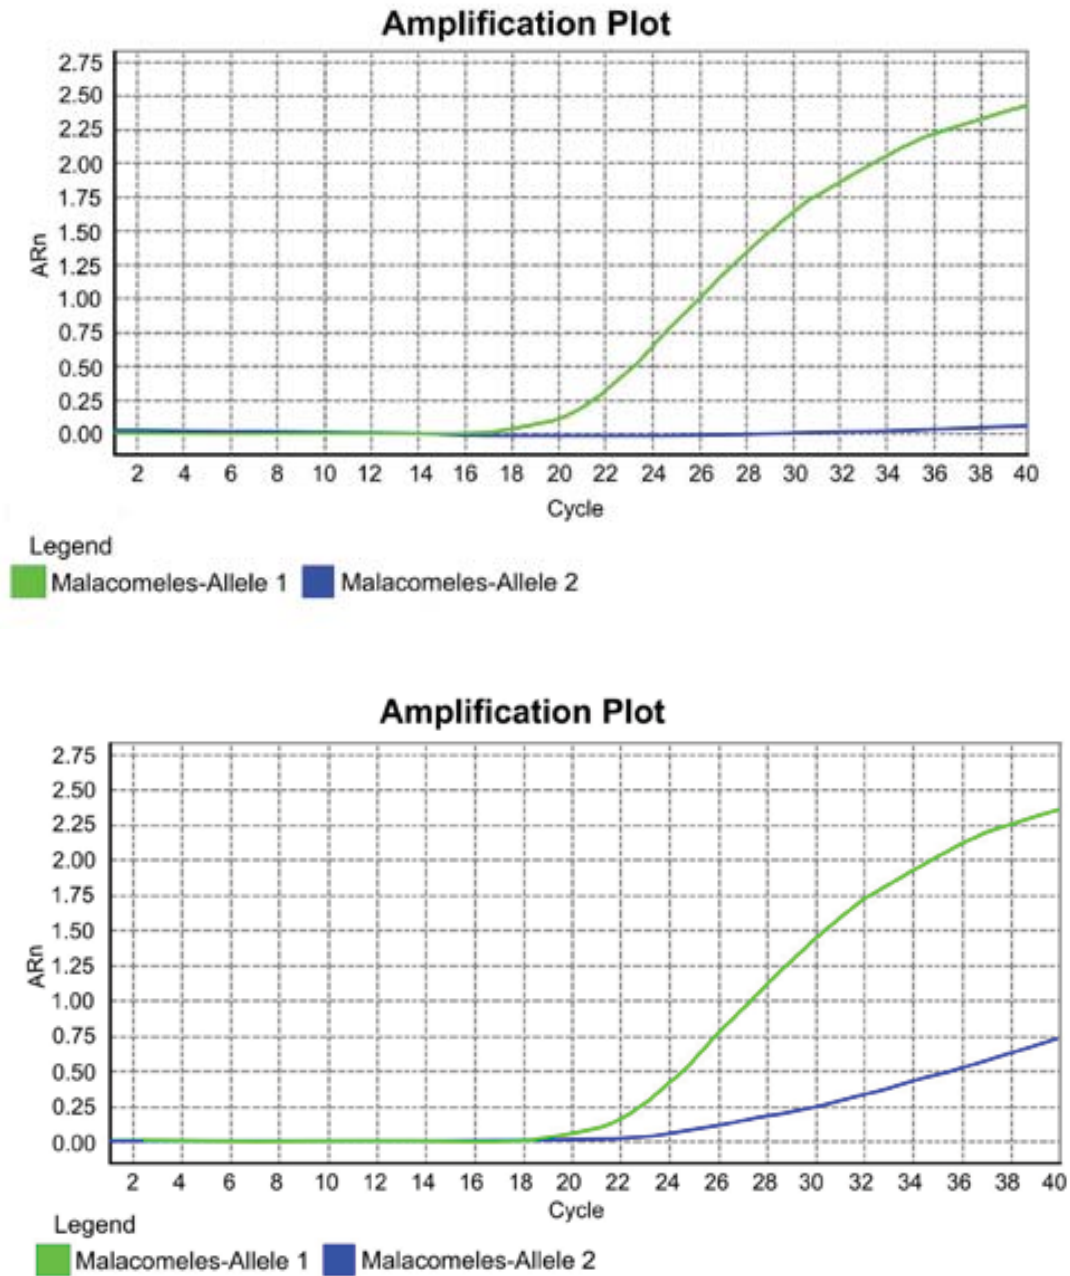 Amplification Plot
2.75
2.50
2.25
2.00
1.75
1.50
1.25
1.00
0.75
0.50
0.25
0.00
ARn
2 4 6 8 10 12 14 16 18 20 22 24 26 28 30 32 34 36 38 40
Cycle
Legend
Malacomeles-Allele 1 Malacomeles-Allele 2
Amplification Plot
2.75
2.50
2.25
2.00
1.75
1.50
1.25
1.00
0.75
0.50
0.25
0.00
ARn
2 4 6 8 10 12 14 16 18 20 22 24 26 28 30 32 34 36 38 40
Cycle
Legend
Malacomeles-Allele 1 Malacomeles-Allele 2